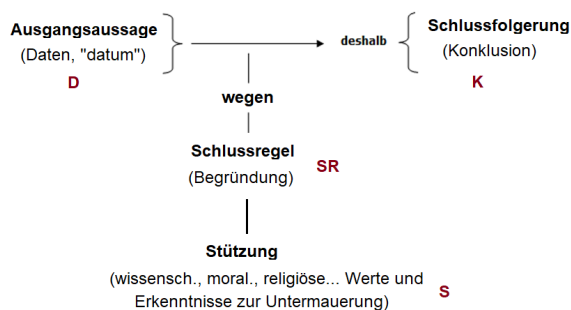 Ausgangsaussage
(Daten, "datum")
D
deshalb
Schlussfolgerung
(Konklusion)
K
wegen
Schlussregel
(Begründung)
SR
Stützung
(wissensch., moral., religiöse... Werte und
Erkenntnisse zur Untermauerung)
S